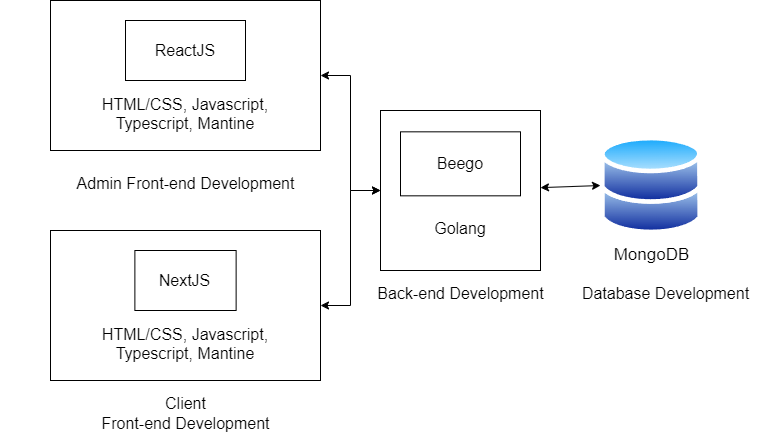 ReactJS
HTML/CSS, Javascript,
Typescript, Mantine
Admin Front-end Development
NextJS
HTML/CSS, Javascript,
Typescript, Mantine
Client
Front-end Development
Beego
Golang
Back-end Development
MongoDB
Database Development